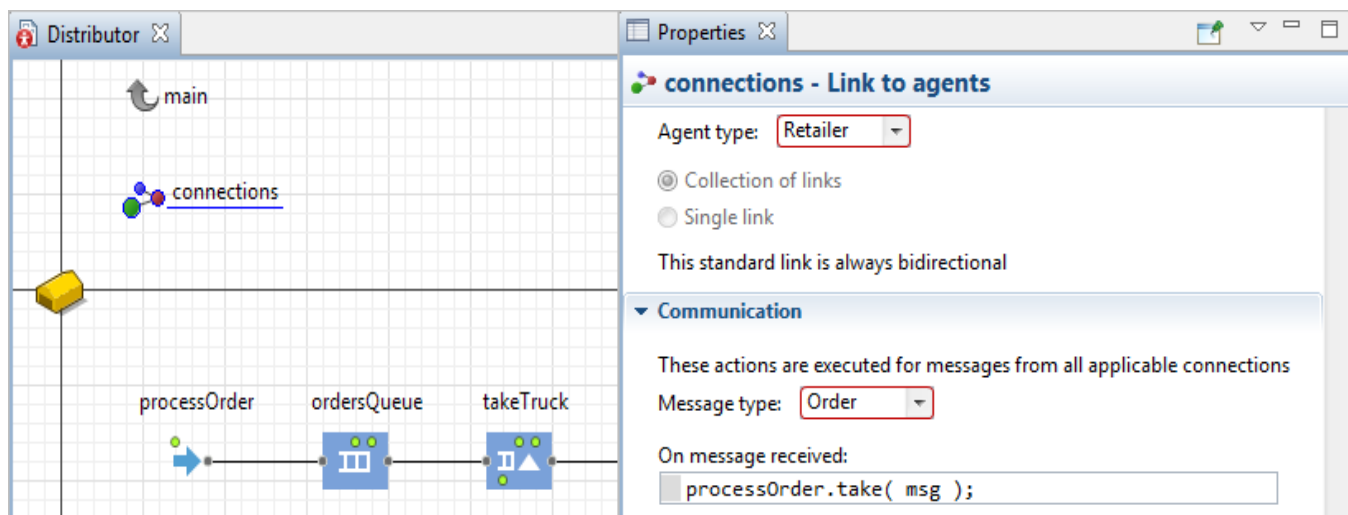 Distributor
main
connections
processOrder
ordersQueue
takeTruck
Properties
connections - Link to agents
Agent type: Retailer
Collection of links
Single link
This standard link is always bidirectional
Communication
These actions are executed for messages from all applicable connections
Message type: Order
On message received:
processOrder.take( msg );